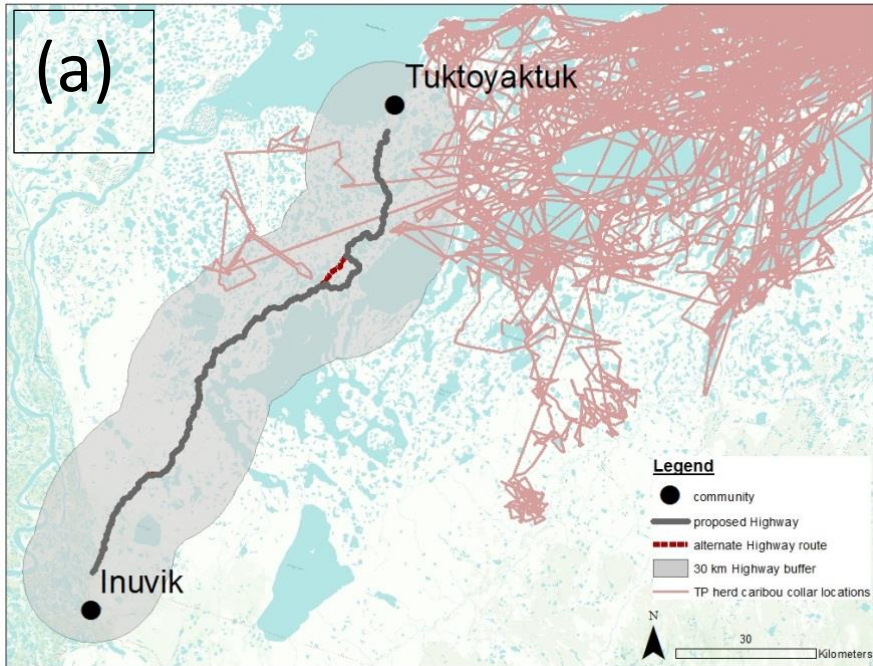 (a)
Tuktoyaktuk
Inuvik
Legend
community
proposed Highway
alternate Highway route
30 km Highway buffer
TP herd caribou collar locations
N
30
Kilometers